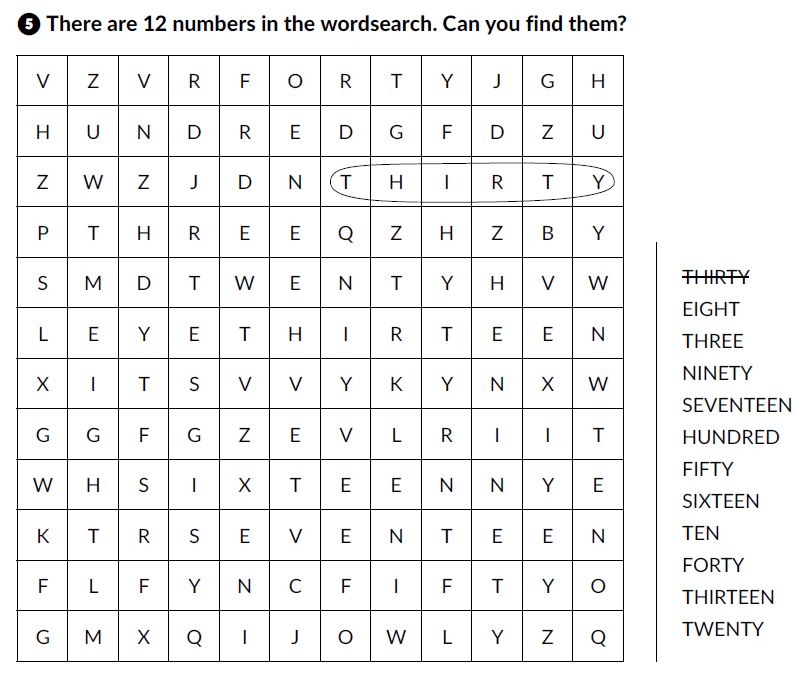 5 There are 12 numbers in the wordsearch. Can you find them?
V Z V R F O R T Y J G H
H U N D R E D G F D Z U
Z W Z J D N T H I R T Y
P T H R E E Q Z H Z B Y
S M D T W E N T Y H V W
L E Y E T H I R T E E N
X I T S V V Y K Y N X W
G G F G Z E V L R I I T
W H S I X T E E N N Y E
K T R S E V E N T E E N
F L F Y N C F I F T Y O
G M X Q I J O W L Y Z Q
THIRTY
EIGHT
THREE
NINETY
SEVENTEEN
HUNDRED
FIFTY
SIXTEEN
TEN
FORTY
THIRTEEN
TWENTY